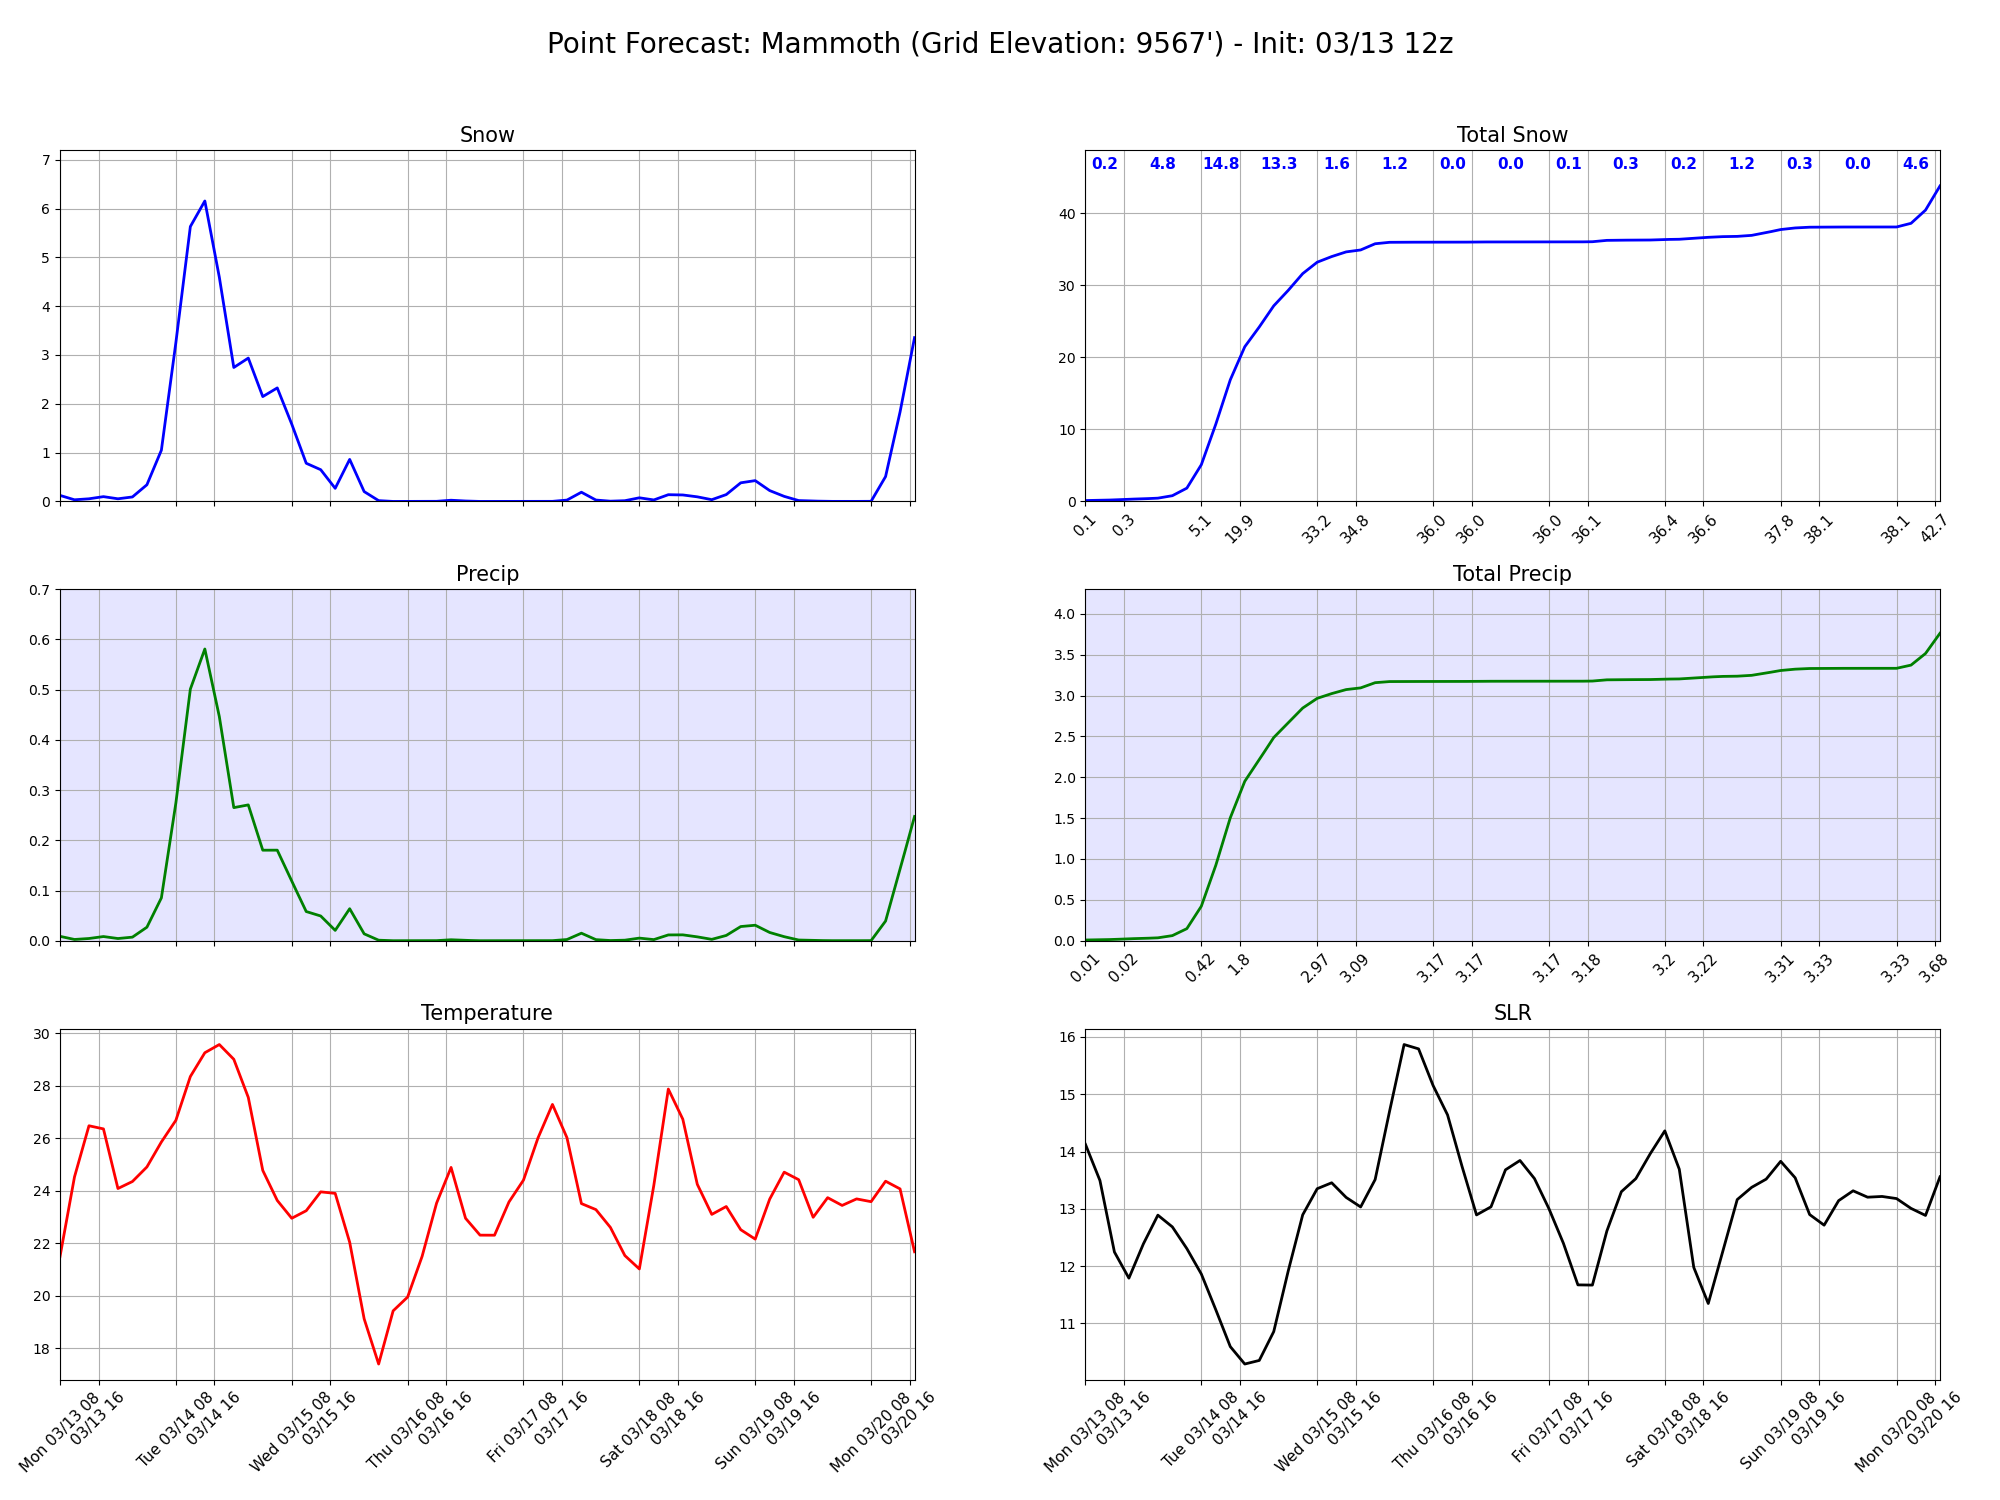 Point Forecast: Mammoth (Grid Elevation: 9567') - Init: 03/13 12z
Snow
7
6
5
4
3
2
1
0
Total Snow
0.2 4.8 14.8 13.3 1.6 1.2 0.0 0.0 0.1 0.3 0.2 1.2 0.3 0.0 4.6
40
30
20
10
0
0.1 0.3 5.1 19.9 33.2 34.8 36.0 36.0 36.0 36.1 36.4 36.6 37.8 38.1 38.1 42.7
Precip
0.7
0.6
0.5
0.4
0.3
0.2
0.1
0.0
Total Precip
4.0
3.5
3.0
2.5
2.0
1.5
1.0
0.5
0.0
0.01 0.02 0.42 1.8 2.97 3.09 3.17 3.17 3.17 3.18 3.2 3.22 3.31 3.33 3.33 3.68
Temperature
30
28
26
24
22
20
18
Mon 03/13 08
03/13 16
Tue 03/14 08
03/14 16
Wed 03/15 08
03/15 16
Thu 03/16 08
03/16 16
Fri 03/17 08
03/17 16
Sat 03/18 08
03/18 16
Sun 03/19 08
03/19 16
Mon 03/20 08
03/20 16
SLR
16
15
14
13
12
11
Mon 03/13 08
03/13 16
Tue 03/14 08
03/14 16
Wed 03/15 08
03/15 16
Thu 03/16 08
03/16 16
Fri 03/17 08
03/17 16
Sat 03/18 08
03/18 16
Sun 03/19 08
03/19 16
Mon 03/20 08
03/20 16